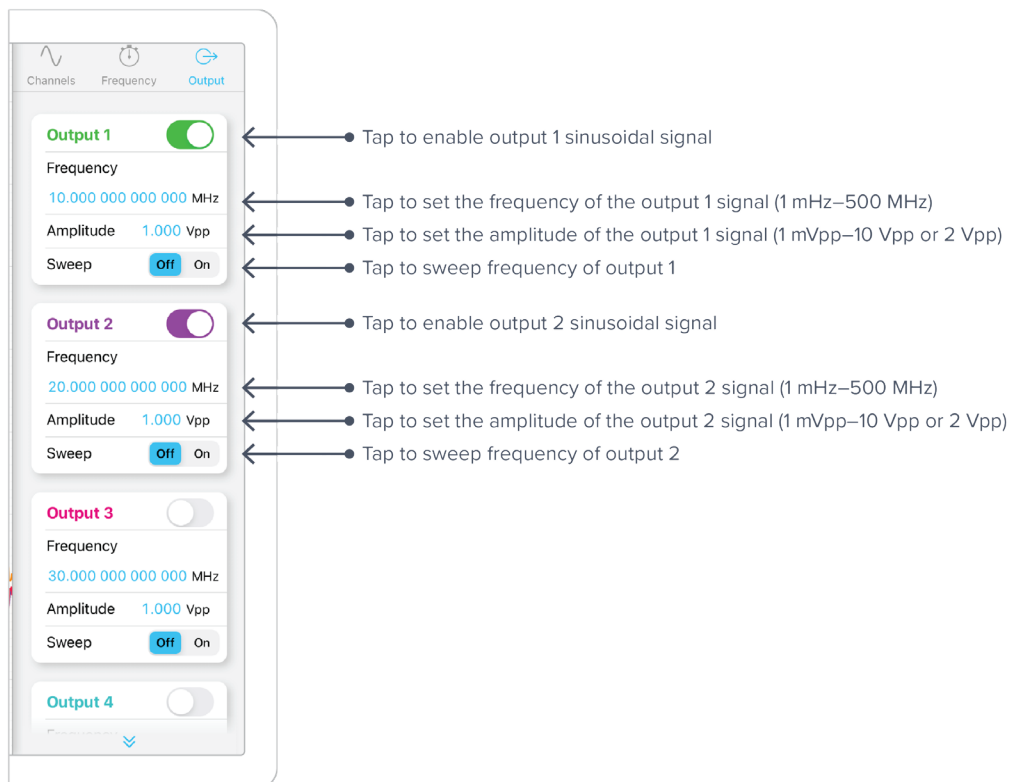 Channels Frequency Output
Output 1
Tap to enable output 1 sinusoidal signal
Frequency
10.000 000 000 000 MHz
Tap to set the frequency of the output 1 signal (1 mHz–500 MHz)
Amplitude 1.000 Vpp
Tap to set the amplitude of the output 1 signal (1 mVpp–10 Vpp or 2 Vpp)
Sweep Off On
Tap to sweep frequency of output 1
Output 2
Tap to enable output 2 sinusoidal signal
Frequency
20.000 000 000 000 MHz
Tap to set the frequency of the output 2 signal (1 mHz–500 MHz)
Amplitude 1.000 Vpp
Tap to set the amplitude of the output 2 signal (1 mVpp–10 Vpp or 2 Vpp)
Sweep Off On
Tap to sweep frequency of output 2
Output 3
Frequency
30.000 000 000 000 MHz
Amplitude 1.000 Vpp
Sweep Off On
Output 4